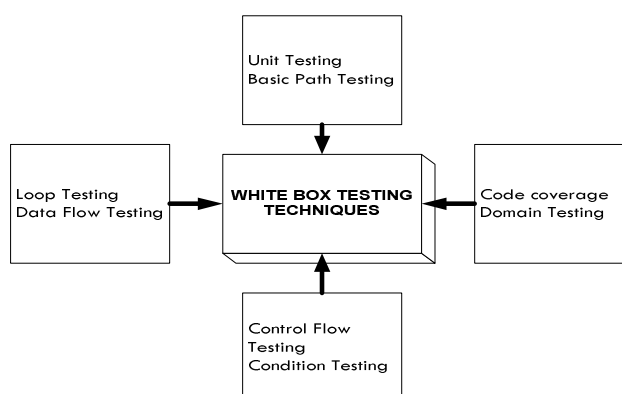 Unit Testing
Basic Path Testing
Loop Testing
Data Flow Testing
WHITE BOX TESTING
TECHNIQUES
Code coverage
Domain Testing
Control Flow
Testing
Condition Testing